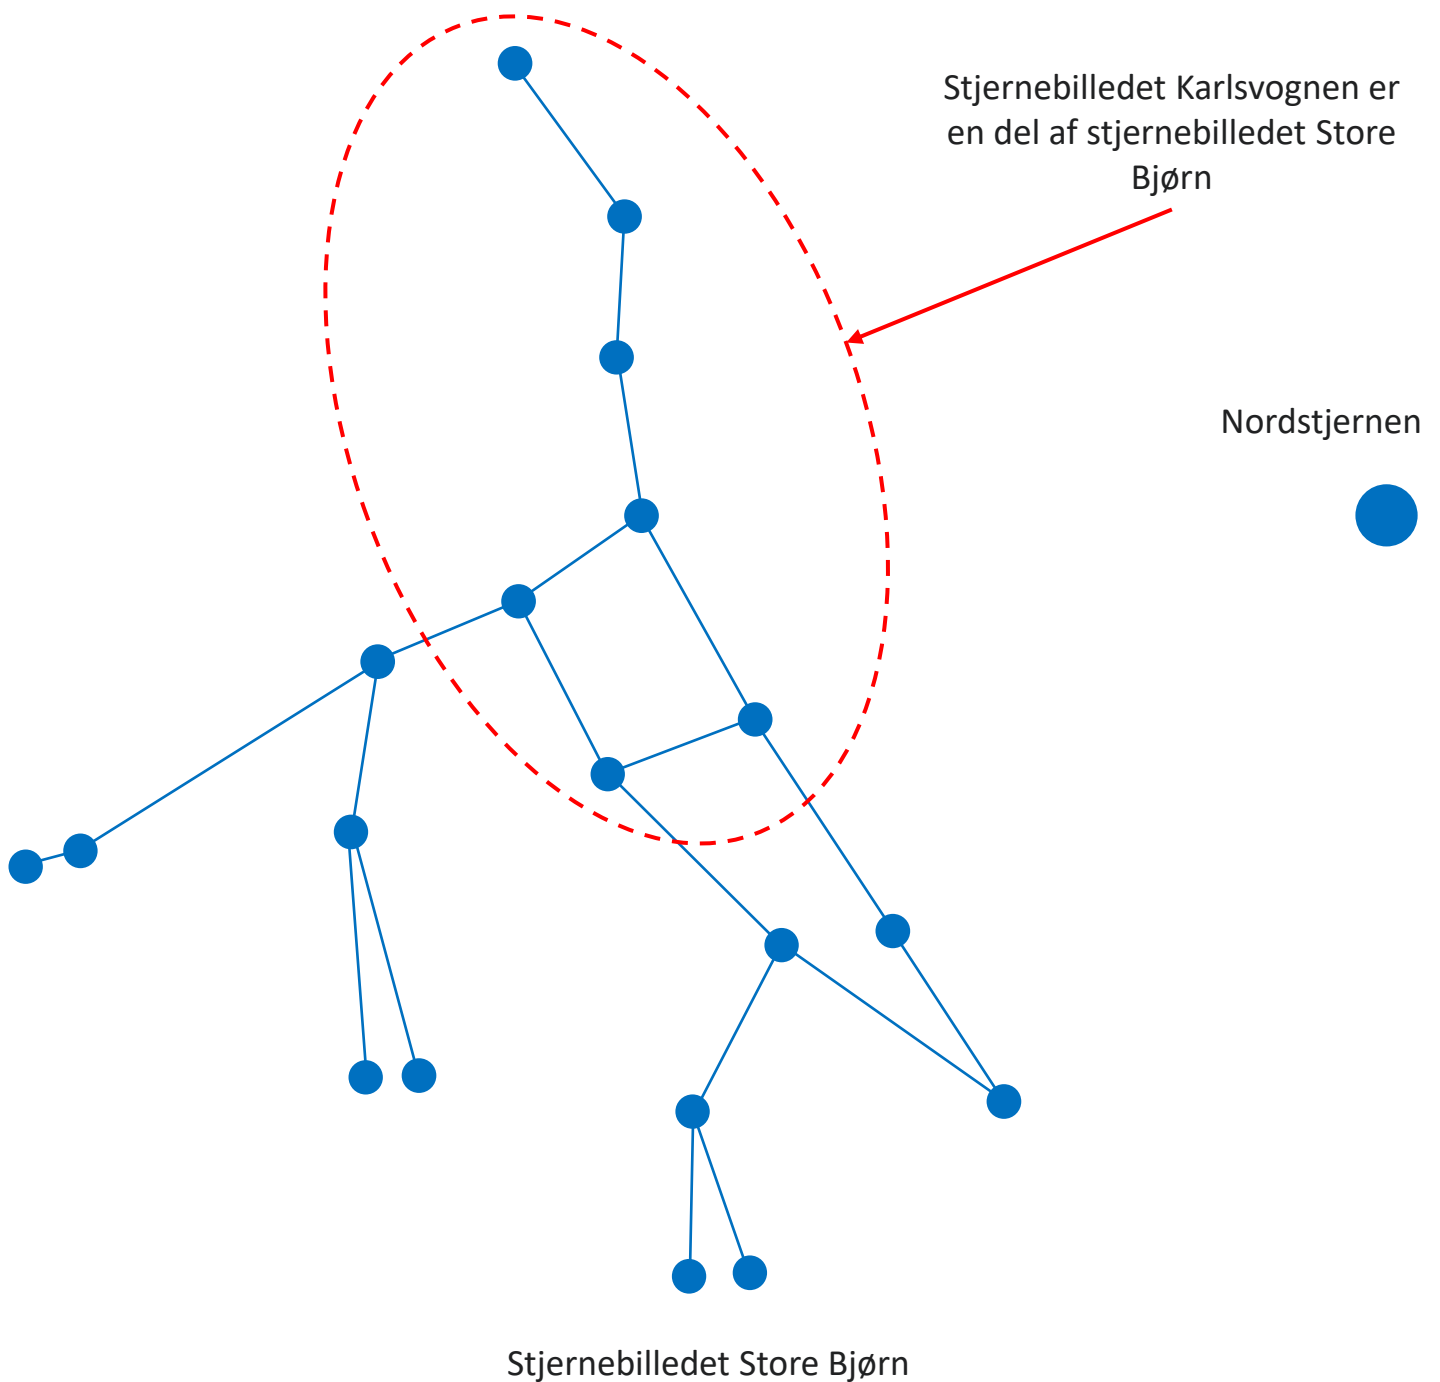 Stjernebilledet Karlsvognen er
en del af stjernebilledet Store
Bjørn
Nordstjernen
Stjernebilledet Store Bjørn